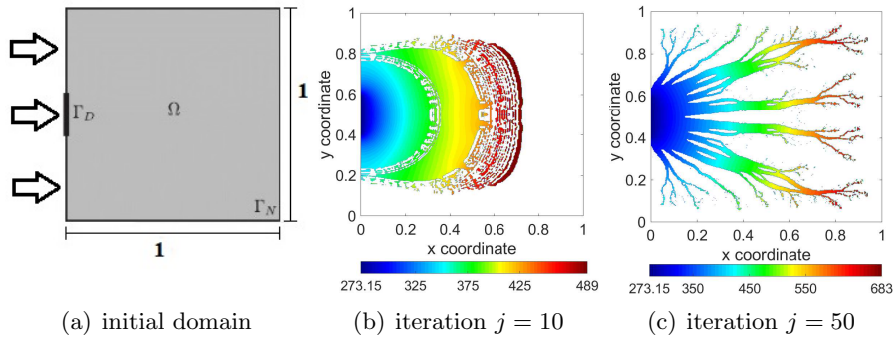 Γ_D
Ω
Γ_N
1
1
y coordinate
1
0.8
0.6
0.4
0.2
0
0 0.2 0.4 0.6 0.8 1
x coordinate
273.15 325 375 425 489
y coordinate
1
0.8
0.6
0.4
0.2
0
0 0.2 0.4 0.6 0.8 1
x coordinate
273.15 350 450 550 683
(a) initial domain
(b) iteration j = 10
(c) iteration j = 50